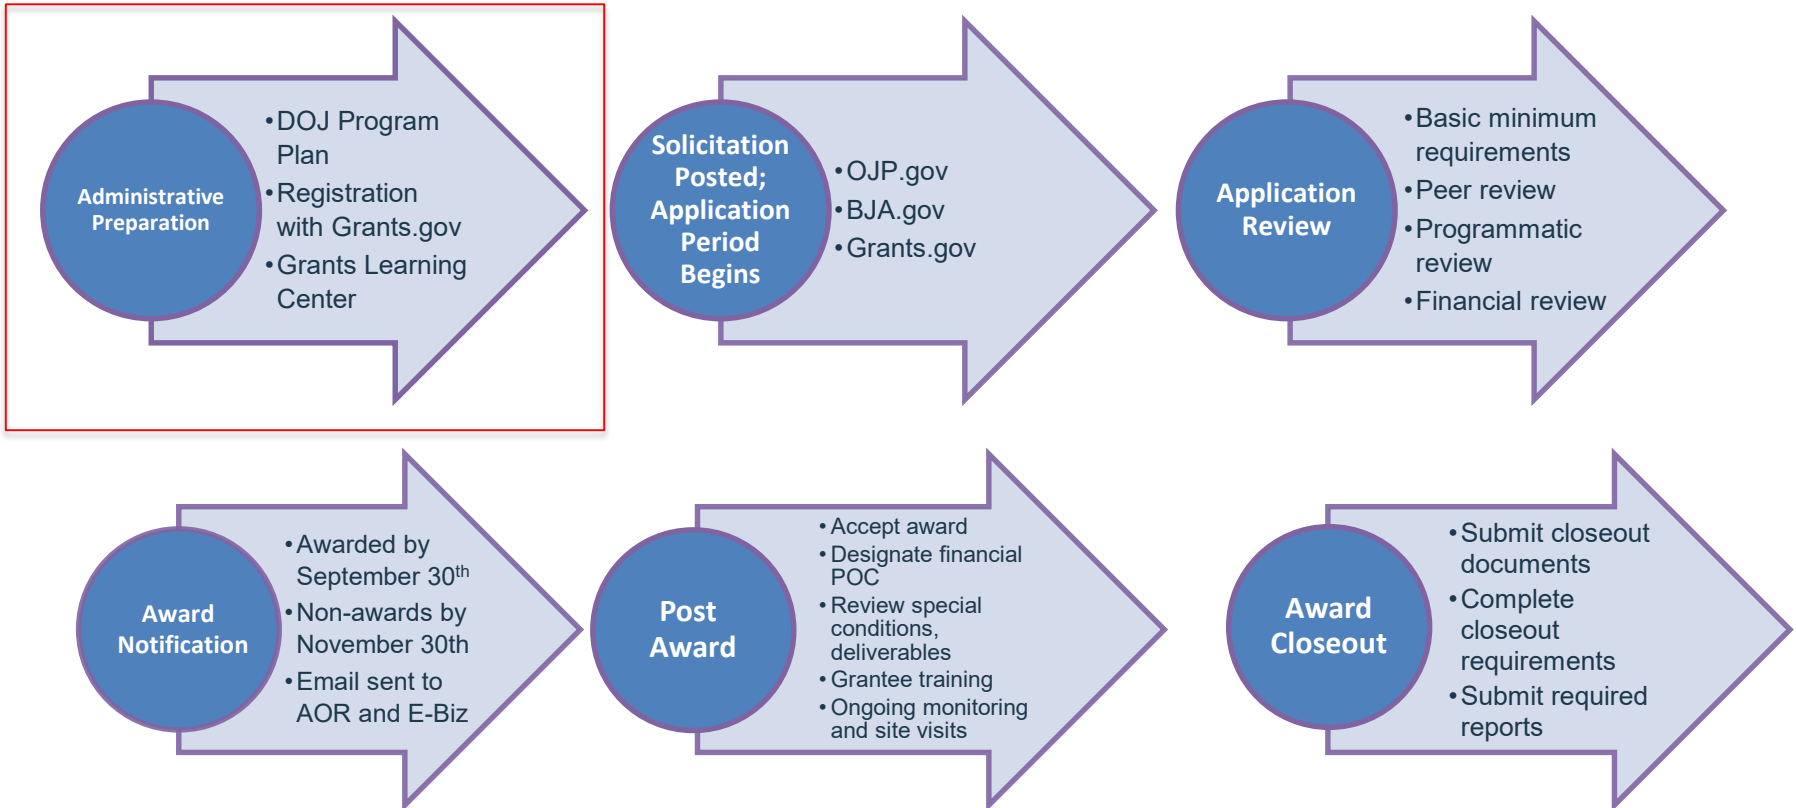 Administrative
Preparation
•DOJ Program
Plan
•Registration
with Grants.gov
•Grants Learning
Center
Solicitation
Posted;
Application
Period
Begins
•OJP.gov
•BJA.gov
•Grants.gov
Application
Review
•Basic minimum
requirements
•Peer review
•Programmatic
review
•Financial review
Award
Notification
•Awarded by
September 30th
•Non-awards by
November 30th
•Email sent to
AOR and E-Biz
Post
Award
•Accept award
•Designate financial
POC
•Review special
conditions,
deliverables
•Grantee training
•Ongoing monitoring
and site visits
Award
Closeout
•Submit closeout
documents
•Complete
closeout
requirements
•Submit required
reports